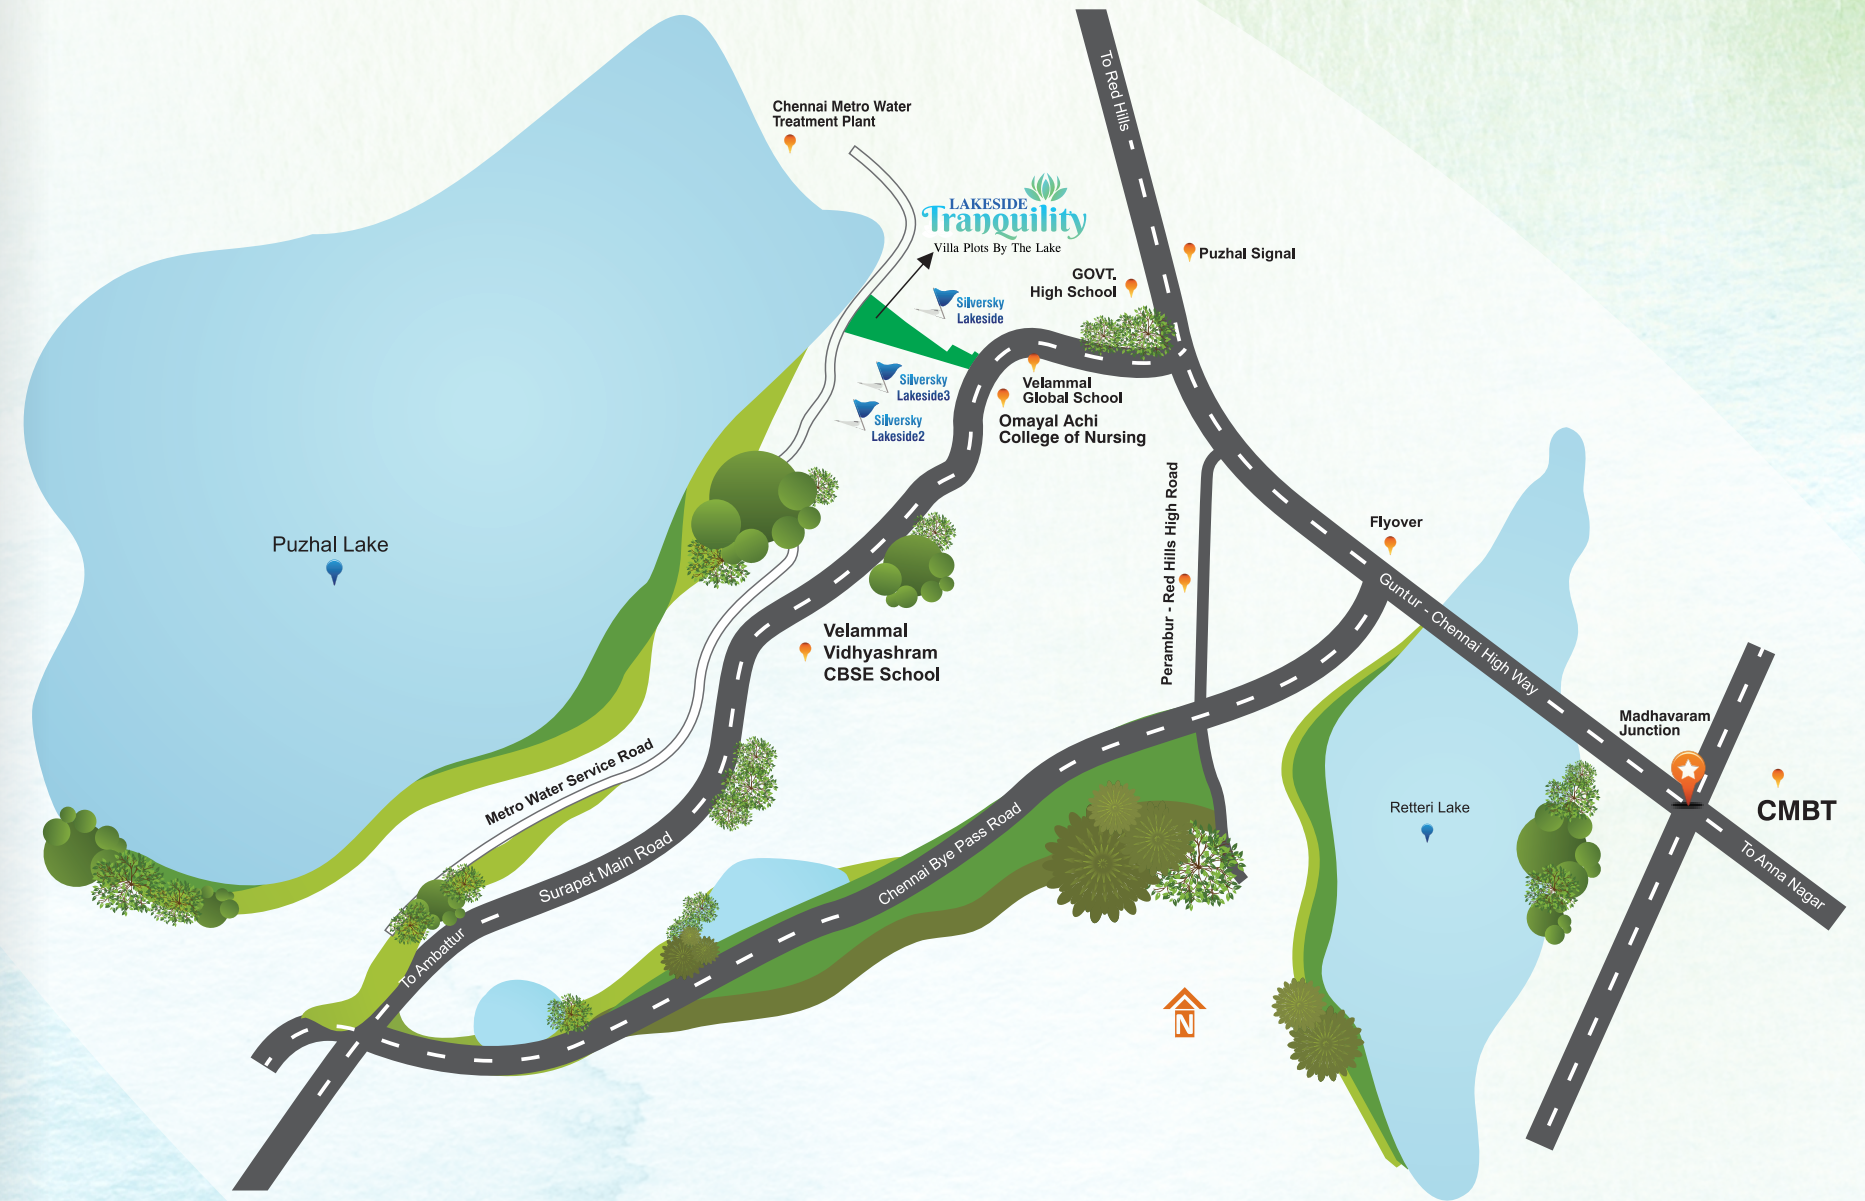 To Red Hills
Chennai Metro Water
Treatment Plant
LAKESIDE
Tranquility
Villa Plots By The Lake
Puzhal Signal
GOVT.
High School
Silversky
Lakeside
Silversky
Lakeside3
Silversky
Lakeside2
Velammal
Global School
Omayal Achi
College of Nursing
Perambur - Red Hills High Road
Flyover
Puzhal Lake
Guntur - Chennai High Way
Velammal
Vidhyashram
CBSE School
Madhavaram
Junction
Metro Water Service Road
CMBT
Retteri Lake
Surapet Main Road
Chennai Bye Pass Road
To Anna Nagar
To Ambattur
N